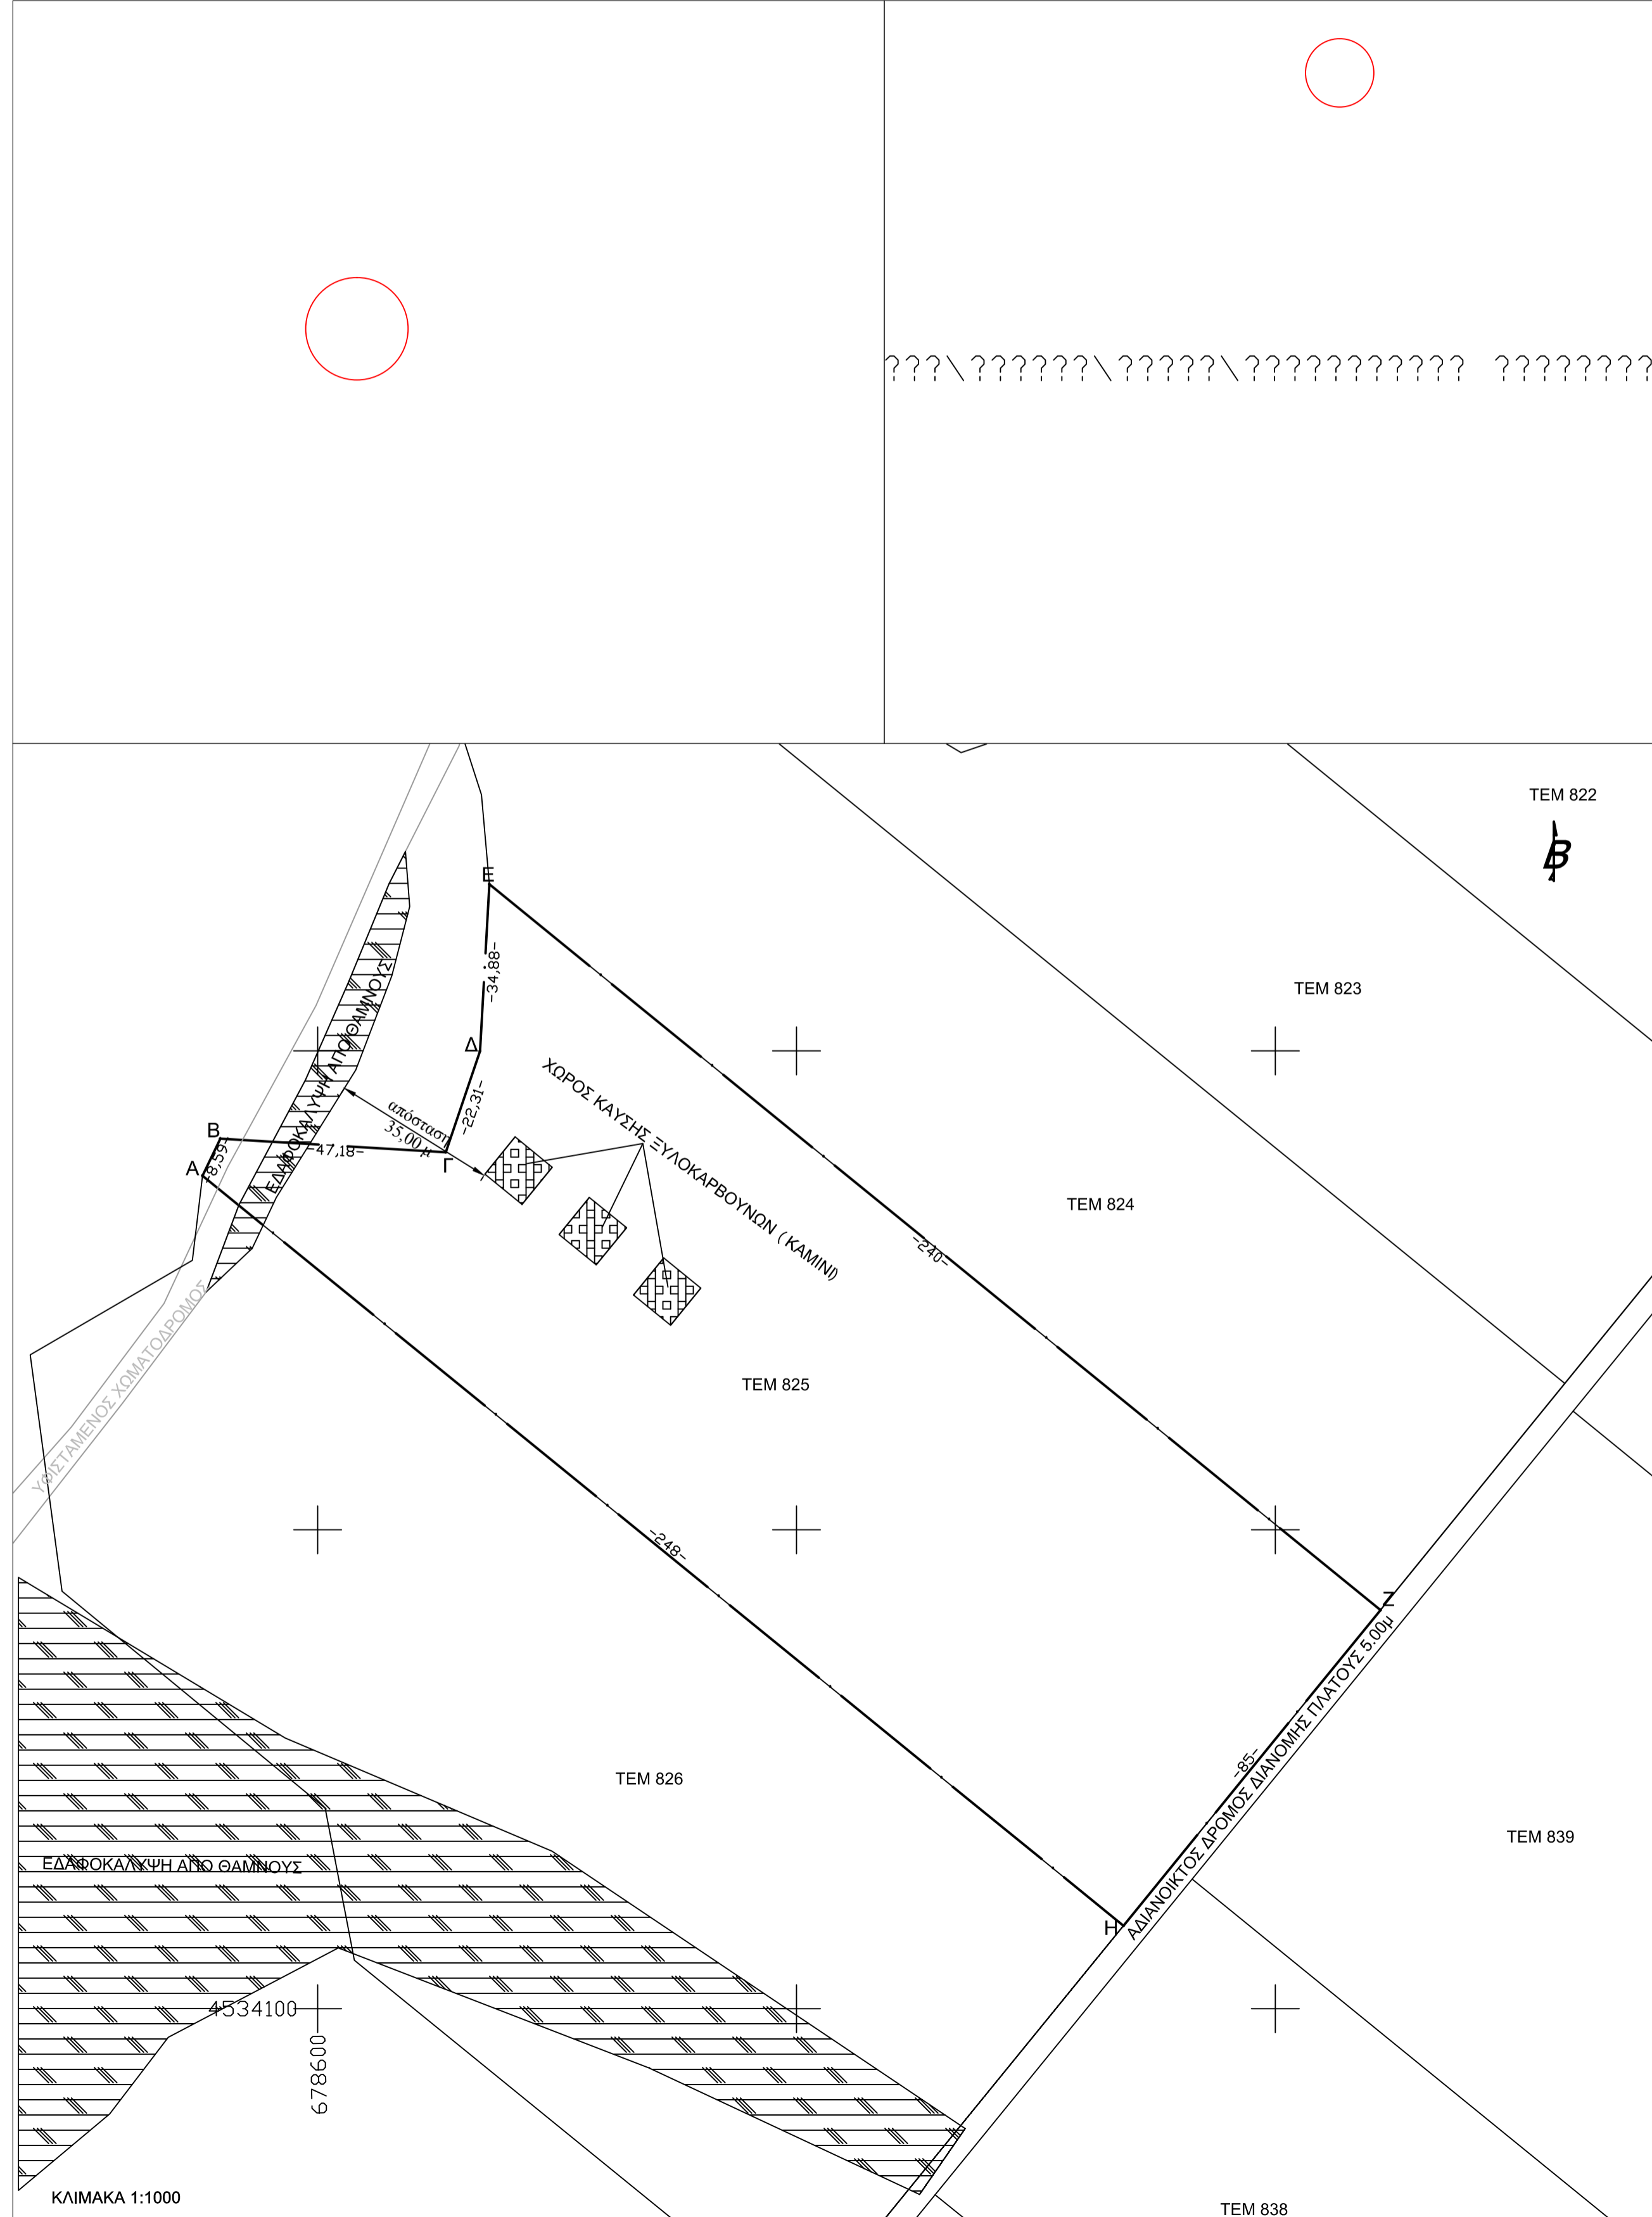 ???\??????\?????\??????????? ????????
ΤΕΜ 822
Β
Ε
-34,88-
ΤΕΜ 823
ΕΔΑΦΟΚΑΛΥΨΗ ΑΠΟ ΘΑΜΝΟΥΣ
Δ
ΧΩΡΟΣ ΚΑΥΣΗΣ ΞΥΛΟΚΑΡΒΟΥΝΩΝ ( ΚΑΜΙΝΙ)
-22,31-
απόσταση
35,00 μ
Β
-47,18-
Γ
Α
-8,59-
ΤΕΜ 824
-240-
ΥΦΙΣΤΑΜΕΝΟΣ ΧΩΜΑΤΟΔΡΟΜΟΣ
ΤΕΜ 825
-248-
Ζ
ΑΔΙΑΝΟΙΚΤΟΣ ΔΡΟΜΟΣ ΔΙΑΝΟΜΗΣ ΠΛΑΤΟΥΣ 5.00μ
-85-
ΤΕΜ 826
ΤΕΜ 839
ΕΔΑΦΟΚΑΛΥΨΗ ΑΠΟ ΘΑΜΝΟΥΣ
Η
4534100
678600
ΚΛΙΜΑΚΑ 1:1000
ΤΕΜ 838